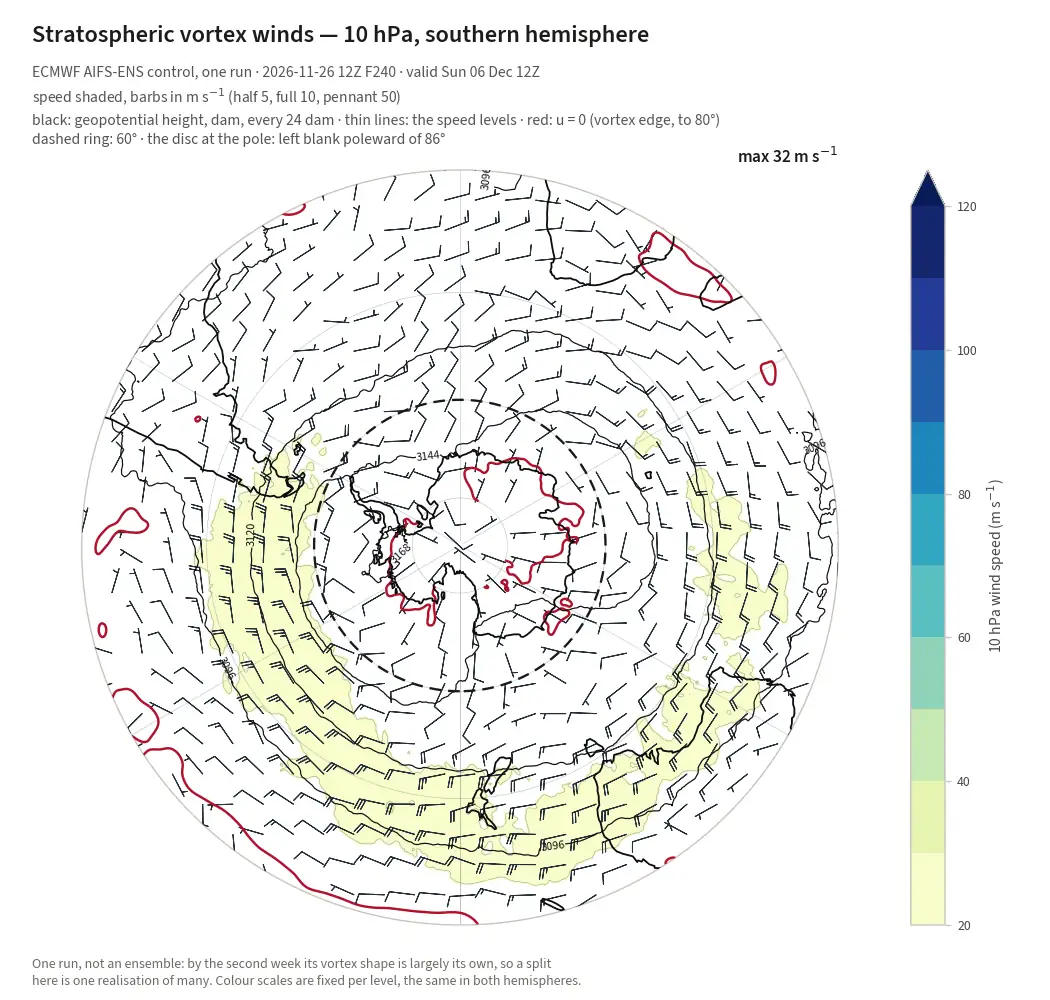 Stratospheric vortex winds — 10 hPa, southern hemisphere
ECMWF AIFS-ENS control, one run · 2026-11-26 12Z F240 · valid Sun 06 Dec 12Z
speed shaded, barbs in m s⁻¹ (half 5, full 10, pennant 50)
black: geopotential height, dam, every 24 dam · thin lines: the speed levels · red: u = 0 (vortex edge, to 80°)
dashed ring: 60° · the disc at the pole: left blank poleward of 86°
max 32 m s⁻¹
3096
120
100
3096
3144
80
10 hPa wind speed (m s⁻¹)
3120
3168
60
3096
40
3096
20
One run, not an ensemble: by the second week its vortex shape is largely its own, so a split
here is one realisation of many. Colour scales are fixed per level, the same in both hemispheres.